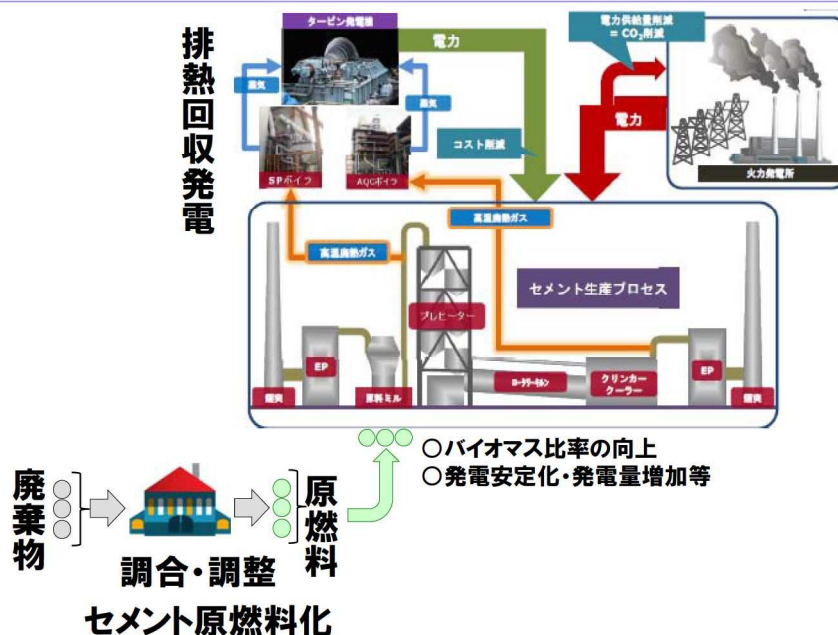 排熱回収発電
タービン発電機
電力
電力供給量削減
= CO₂削減
蒸気
蒸気
コスト削減
電力
SPボイラ
AQCボイラ
火力発電所
高温廃熱ガス
高温廃熱ガス
セメント生産プロセス
プレヒーター
EP
煙突
原料ミル
ロータリーキルン
クリンカー
クーラー
EP
煙突
〇バイオマス比率の向上
〇発電安定化・発電量増加等
廃棄物
原燃料
調合・調整
セメント原燃料化